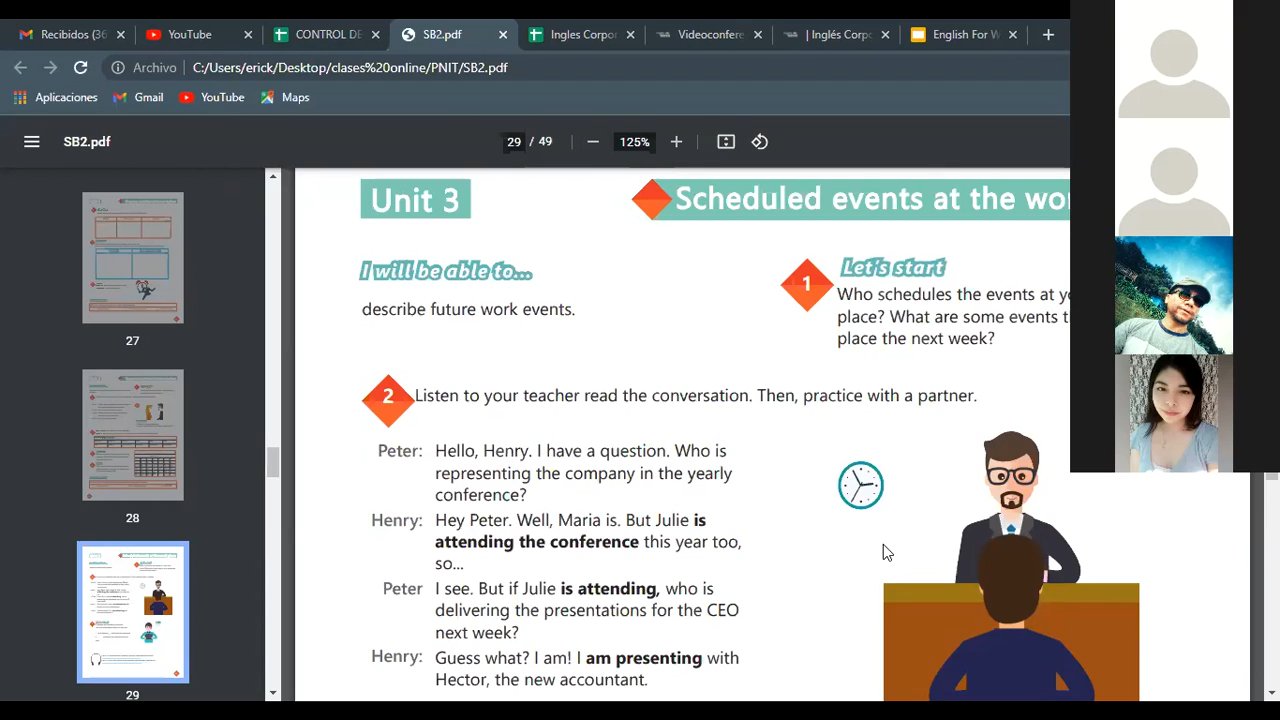 Recibidos (36
YouTube
CONTROL DE
SB2.pdf
Ingles Corpor
Videoconfere
| Inglés Corpo
English For W
Archivo
C:/Users/erick/Desktop/clases%20online/PNIT/SB2.pdf
Aplicaciones
Gmail
YouTube
Maps
SB2.pdf
29 / 49
125%
27
28
29
Unit 3
Scheduled events at the wor
I will be able to...
describe future work events.
1
Let's start
Who schedules the events at yo
place? What are some events t
place the next week?
2
Listen to your teacher read the conversation. Then, practice with a partner.
Peter: Hello, Henry. I have a question. Who is
representing the company in the yearly
conference?
Henry: Hey Peter. Well, Maria is. But Julie is
attending the conference this year too,
so...
Peter I see. But if Julie is attending, who is
delivering the presentations for the CEO
next week?
Henry: Guess what? I am! I am presenting with
Hector, the new accountant.